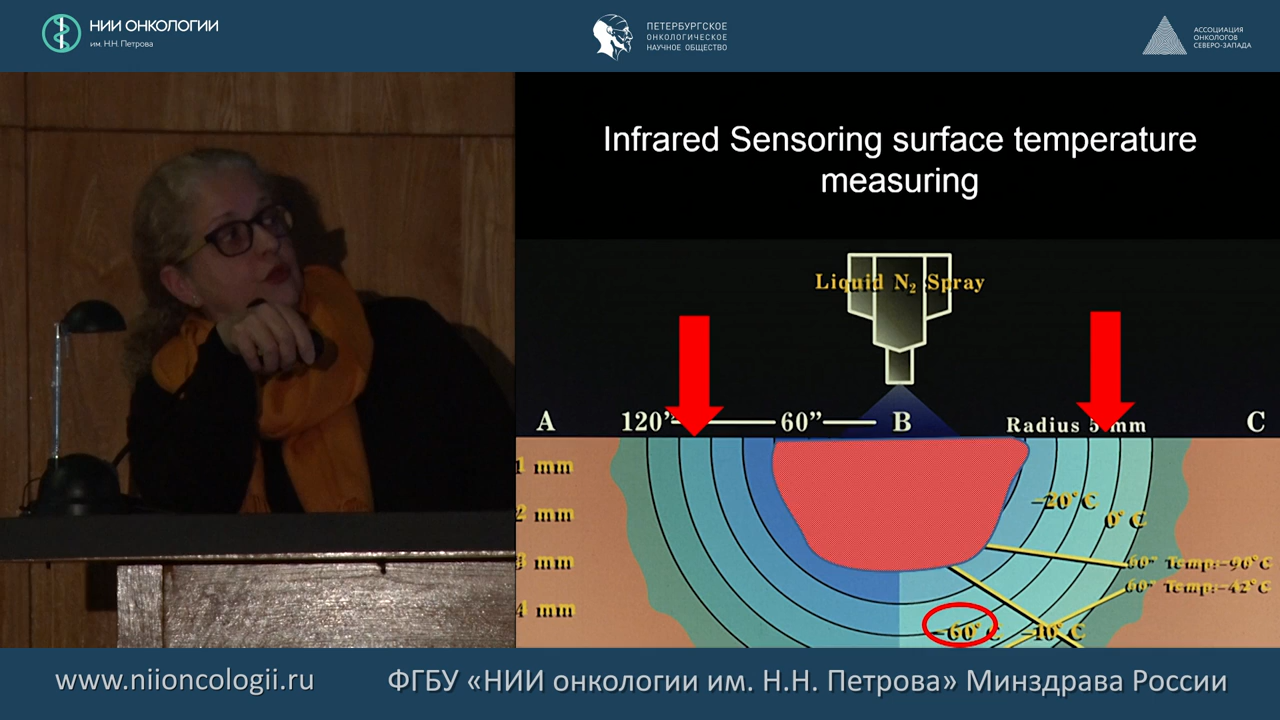 НИИ ОНКОЛОГИИ
им. Н.Н. Петрова
ПЕТЕРБУРГСКОЕ
ОНКОЛОГИЧЕСКОЕ
НАУЧНОЕ ОБЩЕСТВО
АССОЦИАЦИЯ
ОНКОЛОГОВ
СЕВЕРО-ЗАПАДА
Infrared Sensoring surface temperature
measuring
Liquid N₂ Spray
A 120” 60” B Radius 5 mm C
1 mm
2 mm
3 mm
4 mm
-20° C
0° C
60” Temp:-90°C
60” Temp:-42°C
-60° C
-10° C
www.niioncologii.ru
ФГБУ «НИИ онкологии им. Н.Н. Петрова» Минздрава России